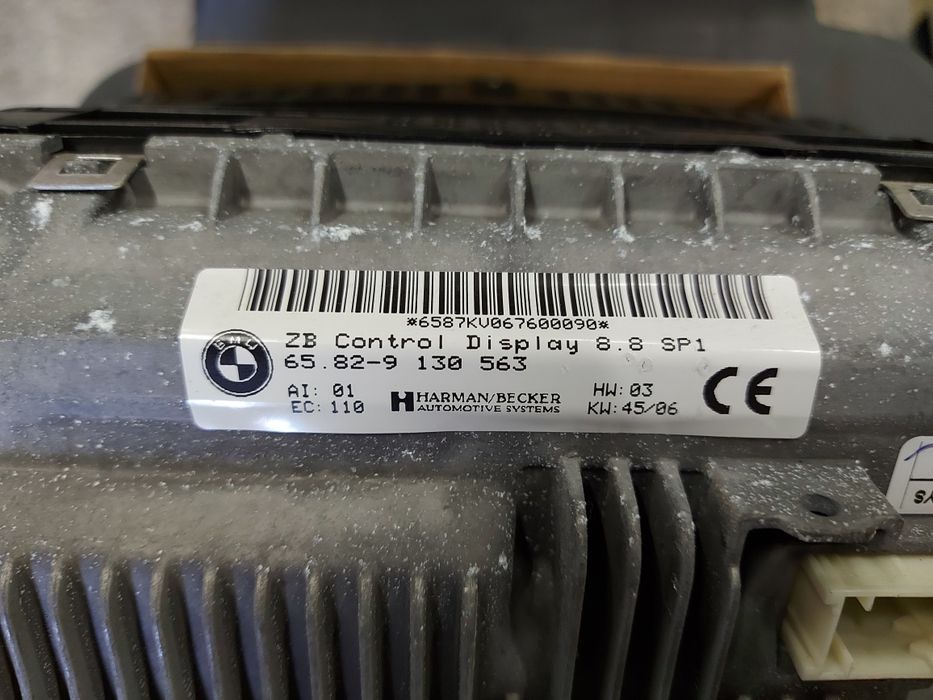 *6587KV067600090*
BMW
ZB Control Display 8.8 SP1
65.82-9 130 563
AI: 01
EC: 110
HARMAN/BECKER
AUTOMOTIVE SYSTEMS
HW: 03
KW: 45/06
CE